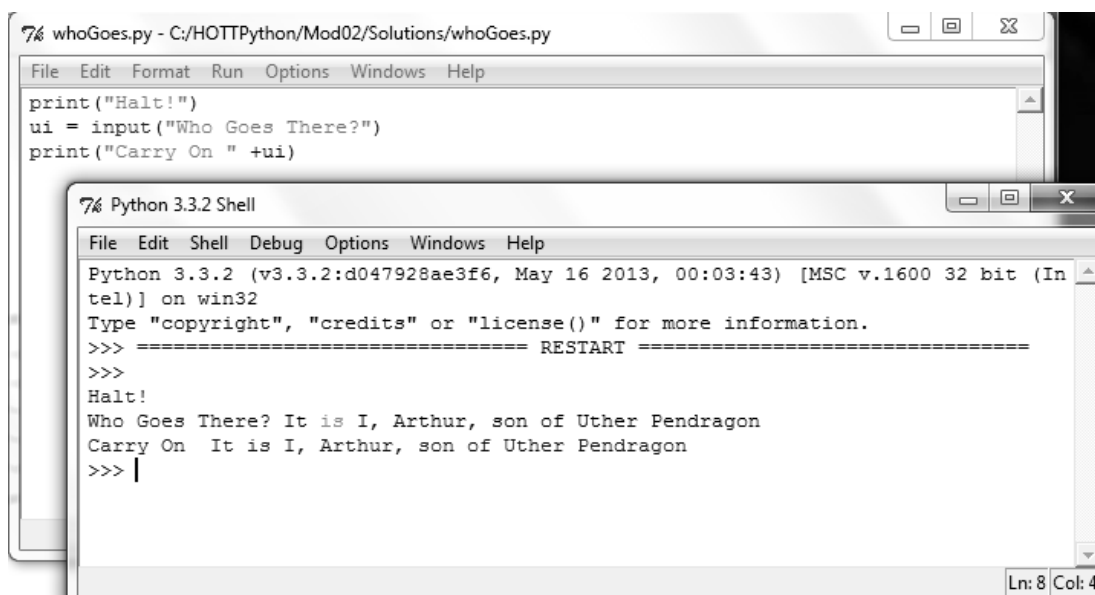 whoGoes.py - C:/HOTTPython/Mod02/Solutions/whoGoes.py
File Edit Format Run Options Windows Help
print("Halt!")
ui = input("Who Goes There?")
print("Carry On " +ui)
Python 3.3.2 Shell
File Edit Shell Debug Options Windows Help
Python 3.3.2 (v3.3.2:d047928ae3f6, May 16 2013, 00:03:43) [MSC v.1600 32 bit (In
tel)] on win32
Type "copyright", "credits" or "license()" for more information.
>>> ================================ RESTART ================================
>>>
Halt!
Who Goes There? It is I, Arthur, son of Uther Pendragon
Carry On  It is I, Arthur, son of Uther Pendragon
>>>
Ln: 8 Col: 4